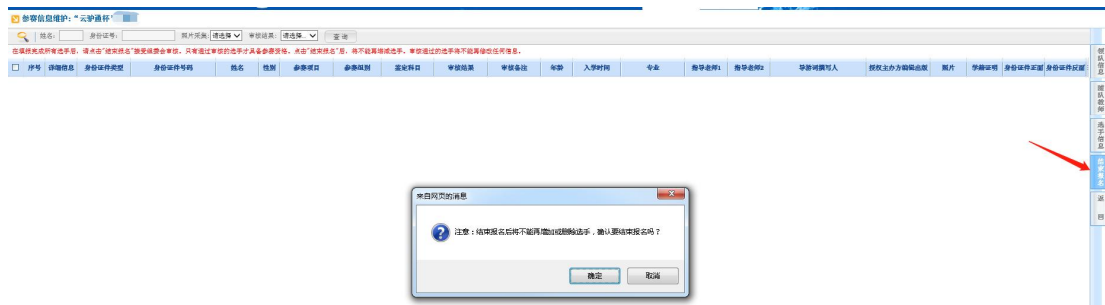 参赛信息维护：“云驴通杯”
姓名： 身份证号： 照片采集：请选择 审核结果：请选择.. 查询
在填报完成所有选手后，请点击“结束报名”接受组委会审核。只有通过审核的选手才具备参赛资格。点击“结束报名”后，将不能再增减选手。审核通过的选手将不能再修改任何信息。
序号 详细信息 身份证件类型 身份证件号码 姓名 性别 参赛项目 参赛组别 鉴定科目 审核结果 审核备注 年龄 入学时间 专业 指导老师1 指导老师2 导游词撰写人 授权主办方编辑出版 照片 学籍证明 身份证件正面 身份证件反面
领队信息
团队教师
选手信息
结束报名
返回
来自网页的消息
注意：结束报名后将不能再增加或删除选手，确认要结束报名吗？
确定 取消